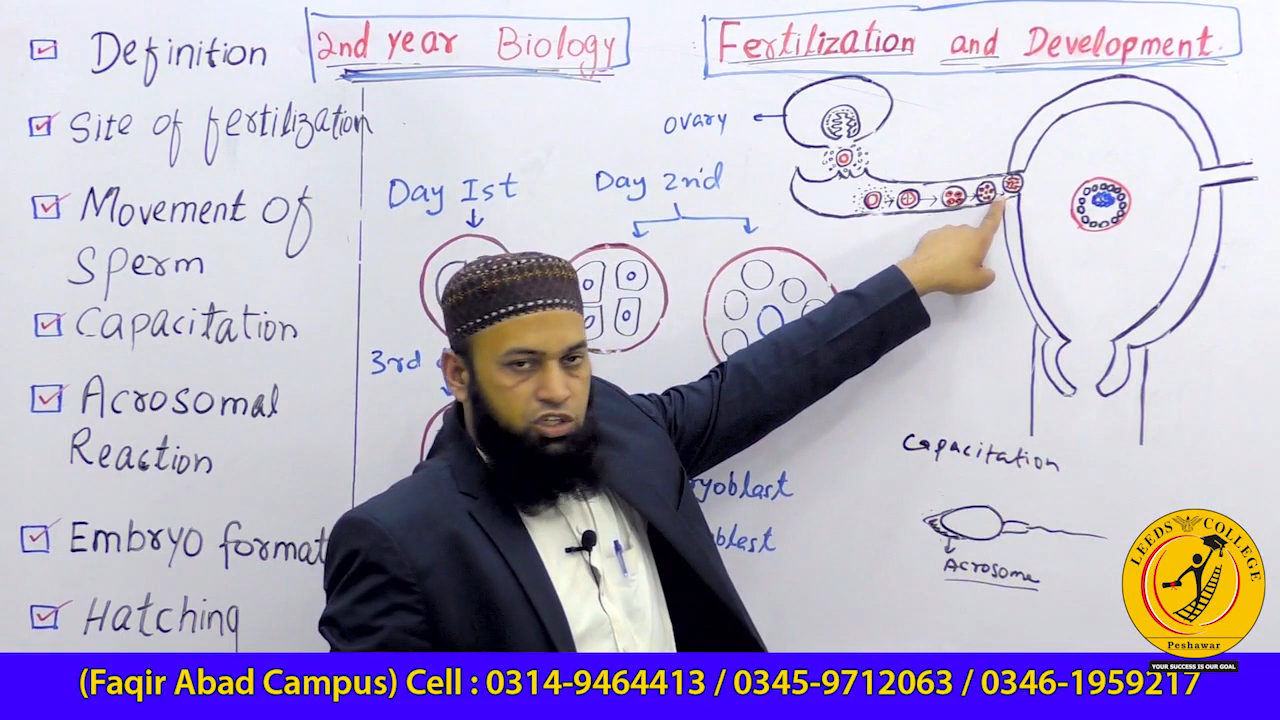 Definition
Site of fertilization
Movement of
Sperm
Capacitation
Acrosomal
Reaction
Embryo format
Hatching
2nd year Biology
Fertilization and Development.
ovary
Day Ist
Day 2nd
3rd
yoblast
blast
Capacitation
Acrosome
LEEDS COLLEGE
Peshawar
YOUR SUCCESS IS OUR GOAL
(Faqir Abad Campus) Cell : 0314-9464413 / 0345-9712063 / 0346-1959217